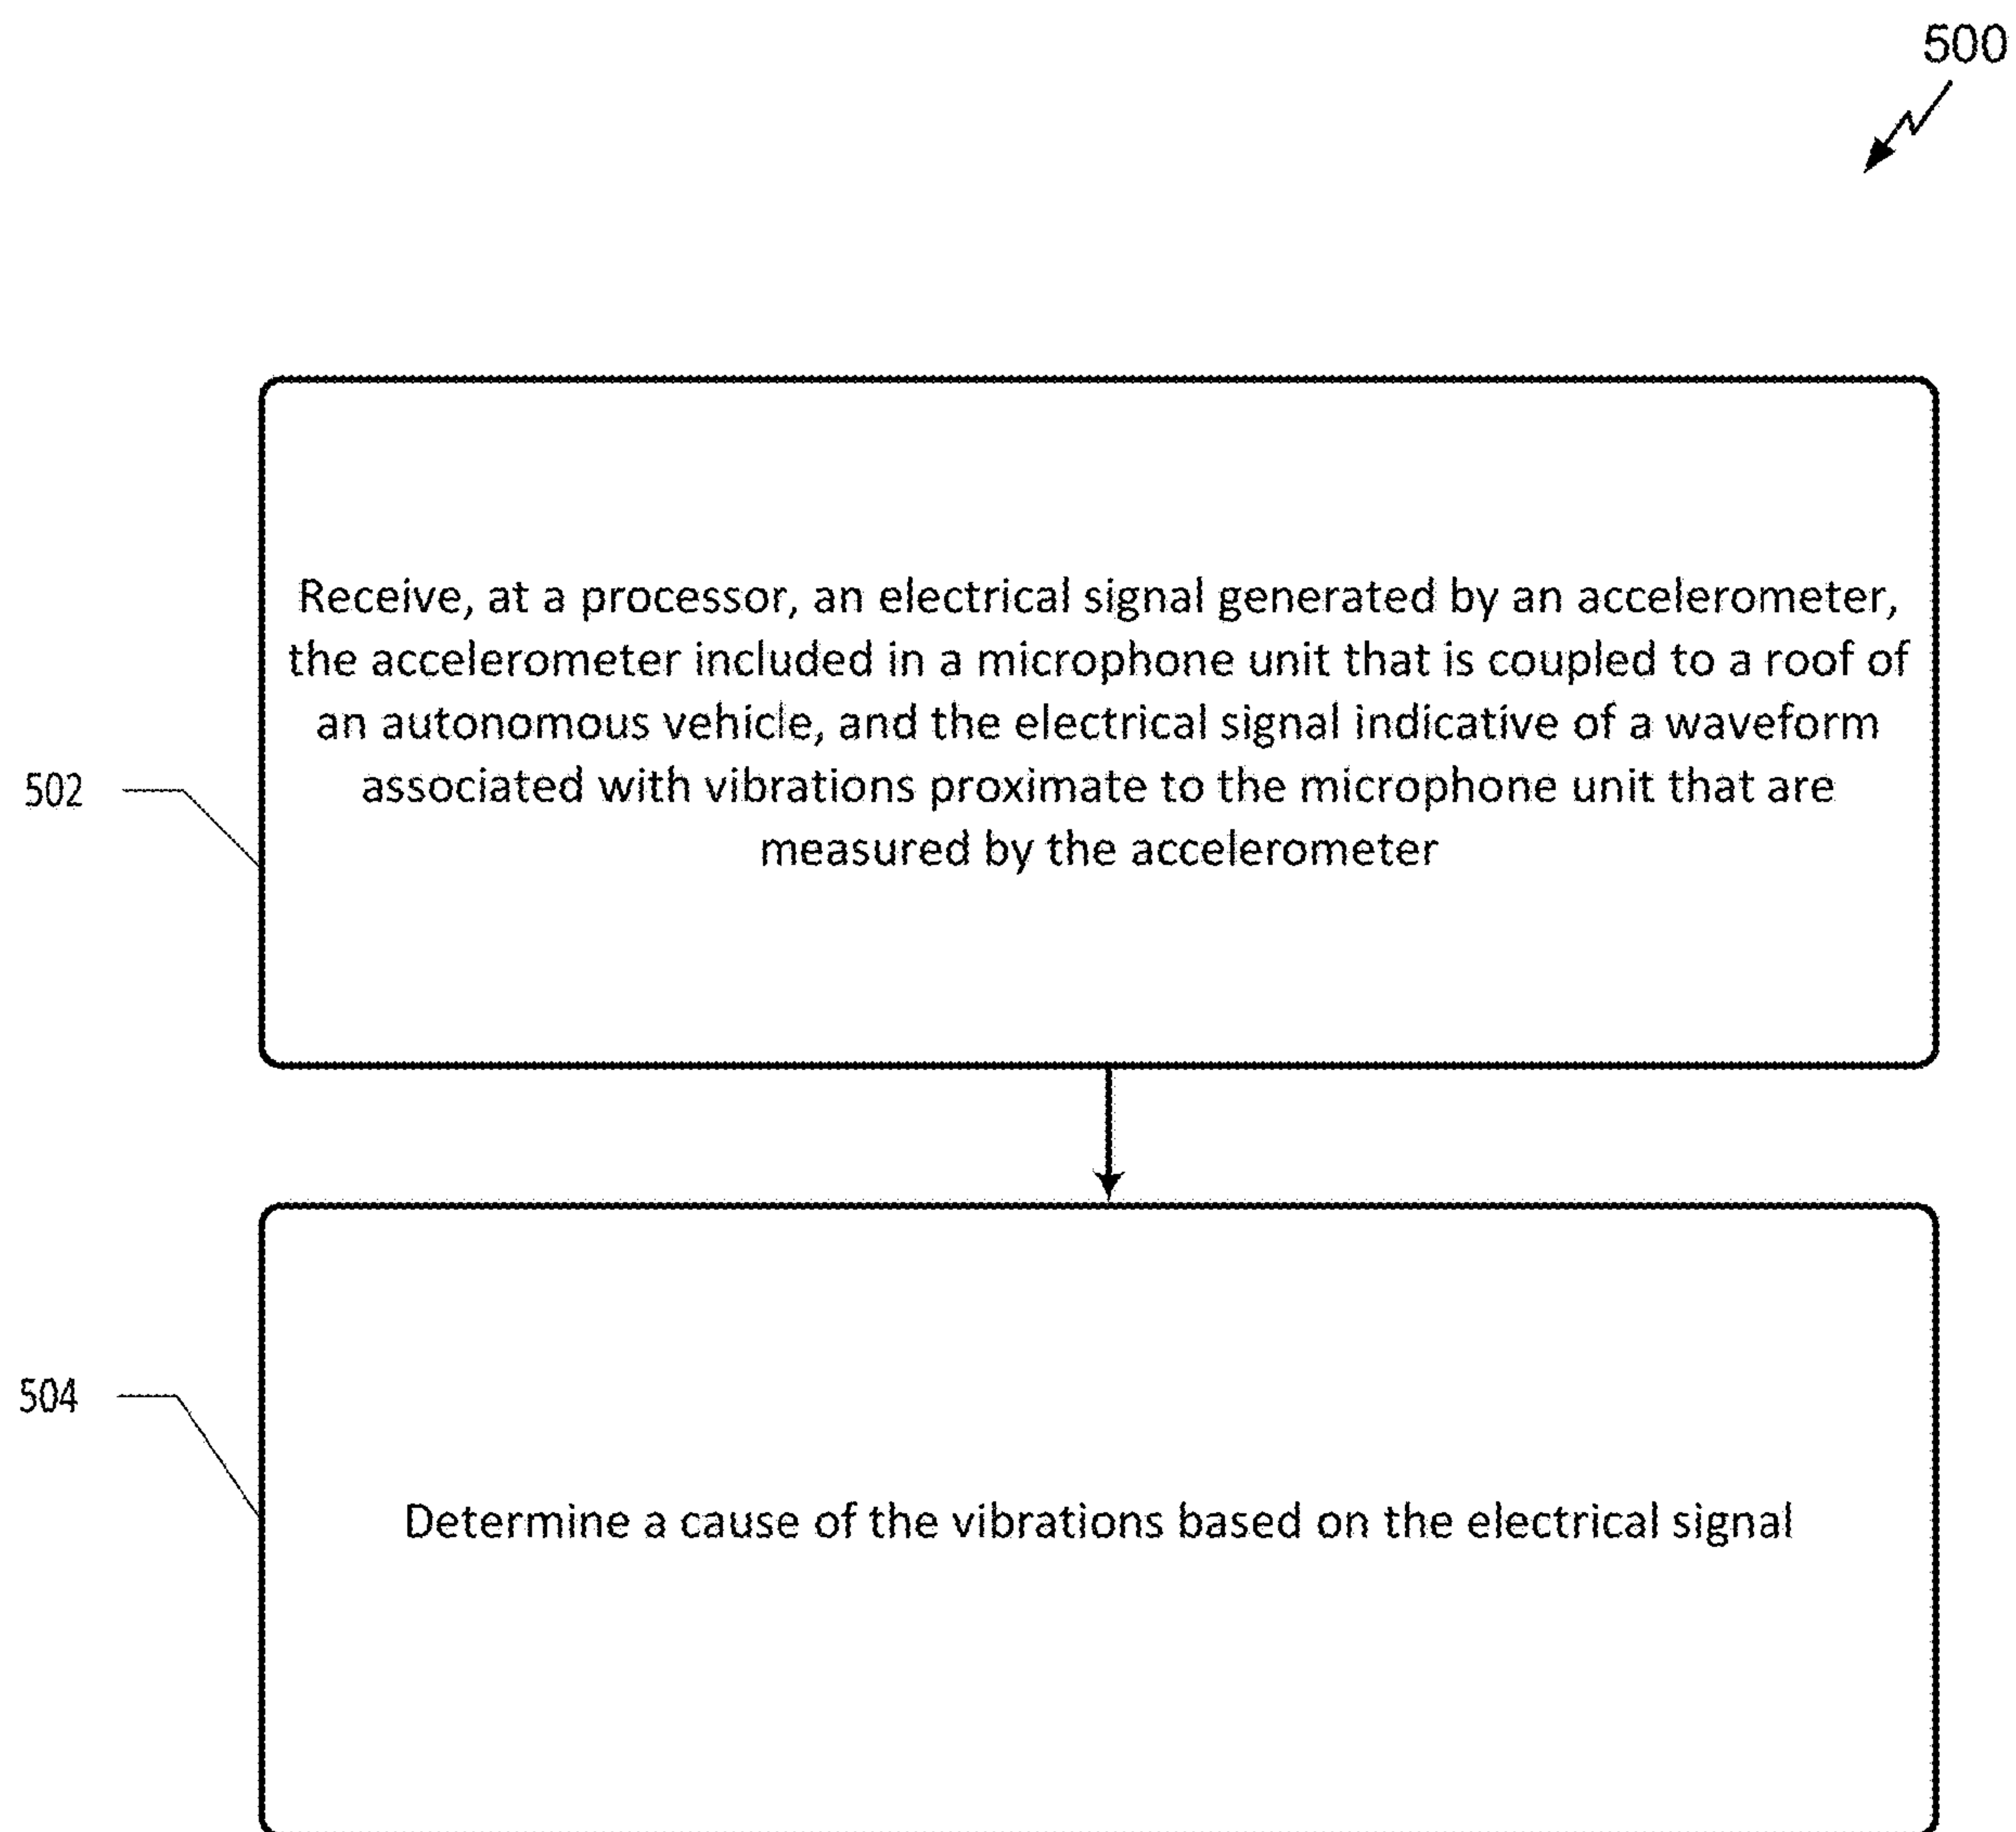 500
Receive, at a processor, an electrical signal generated by an accelerometer,
the accelerometer included in a microphone unit that is coupled to a roof of
an autonomous vehicle, and the electrical signal indicative of a waveform
associated with vibrations proximate to the microphone unit that are
measured by the accelerometer
502
Determine a cause of the vibrations based on the electrical signal
504